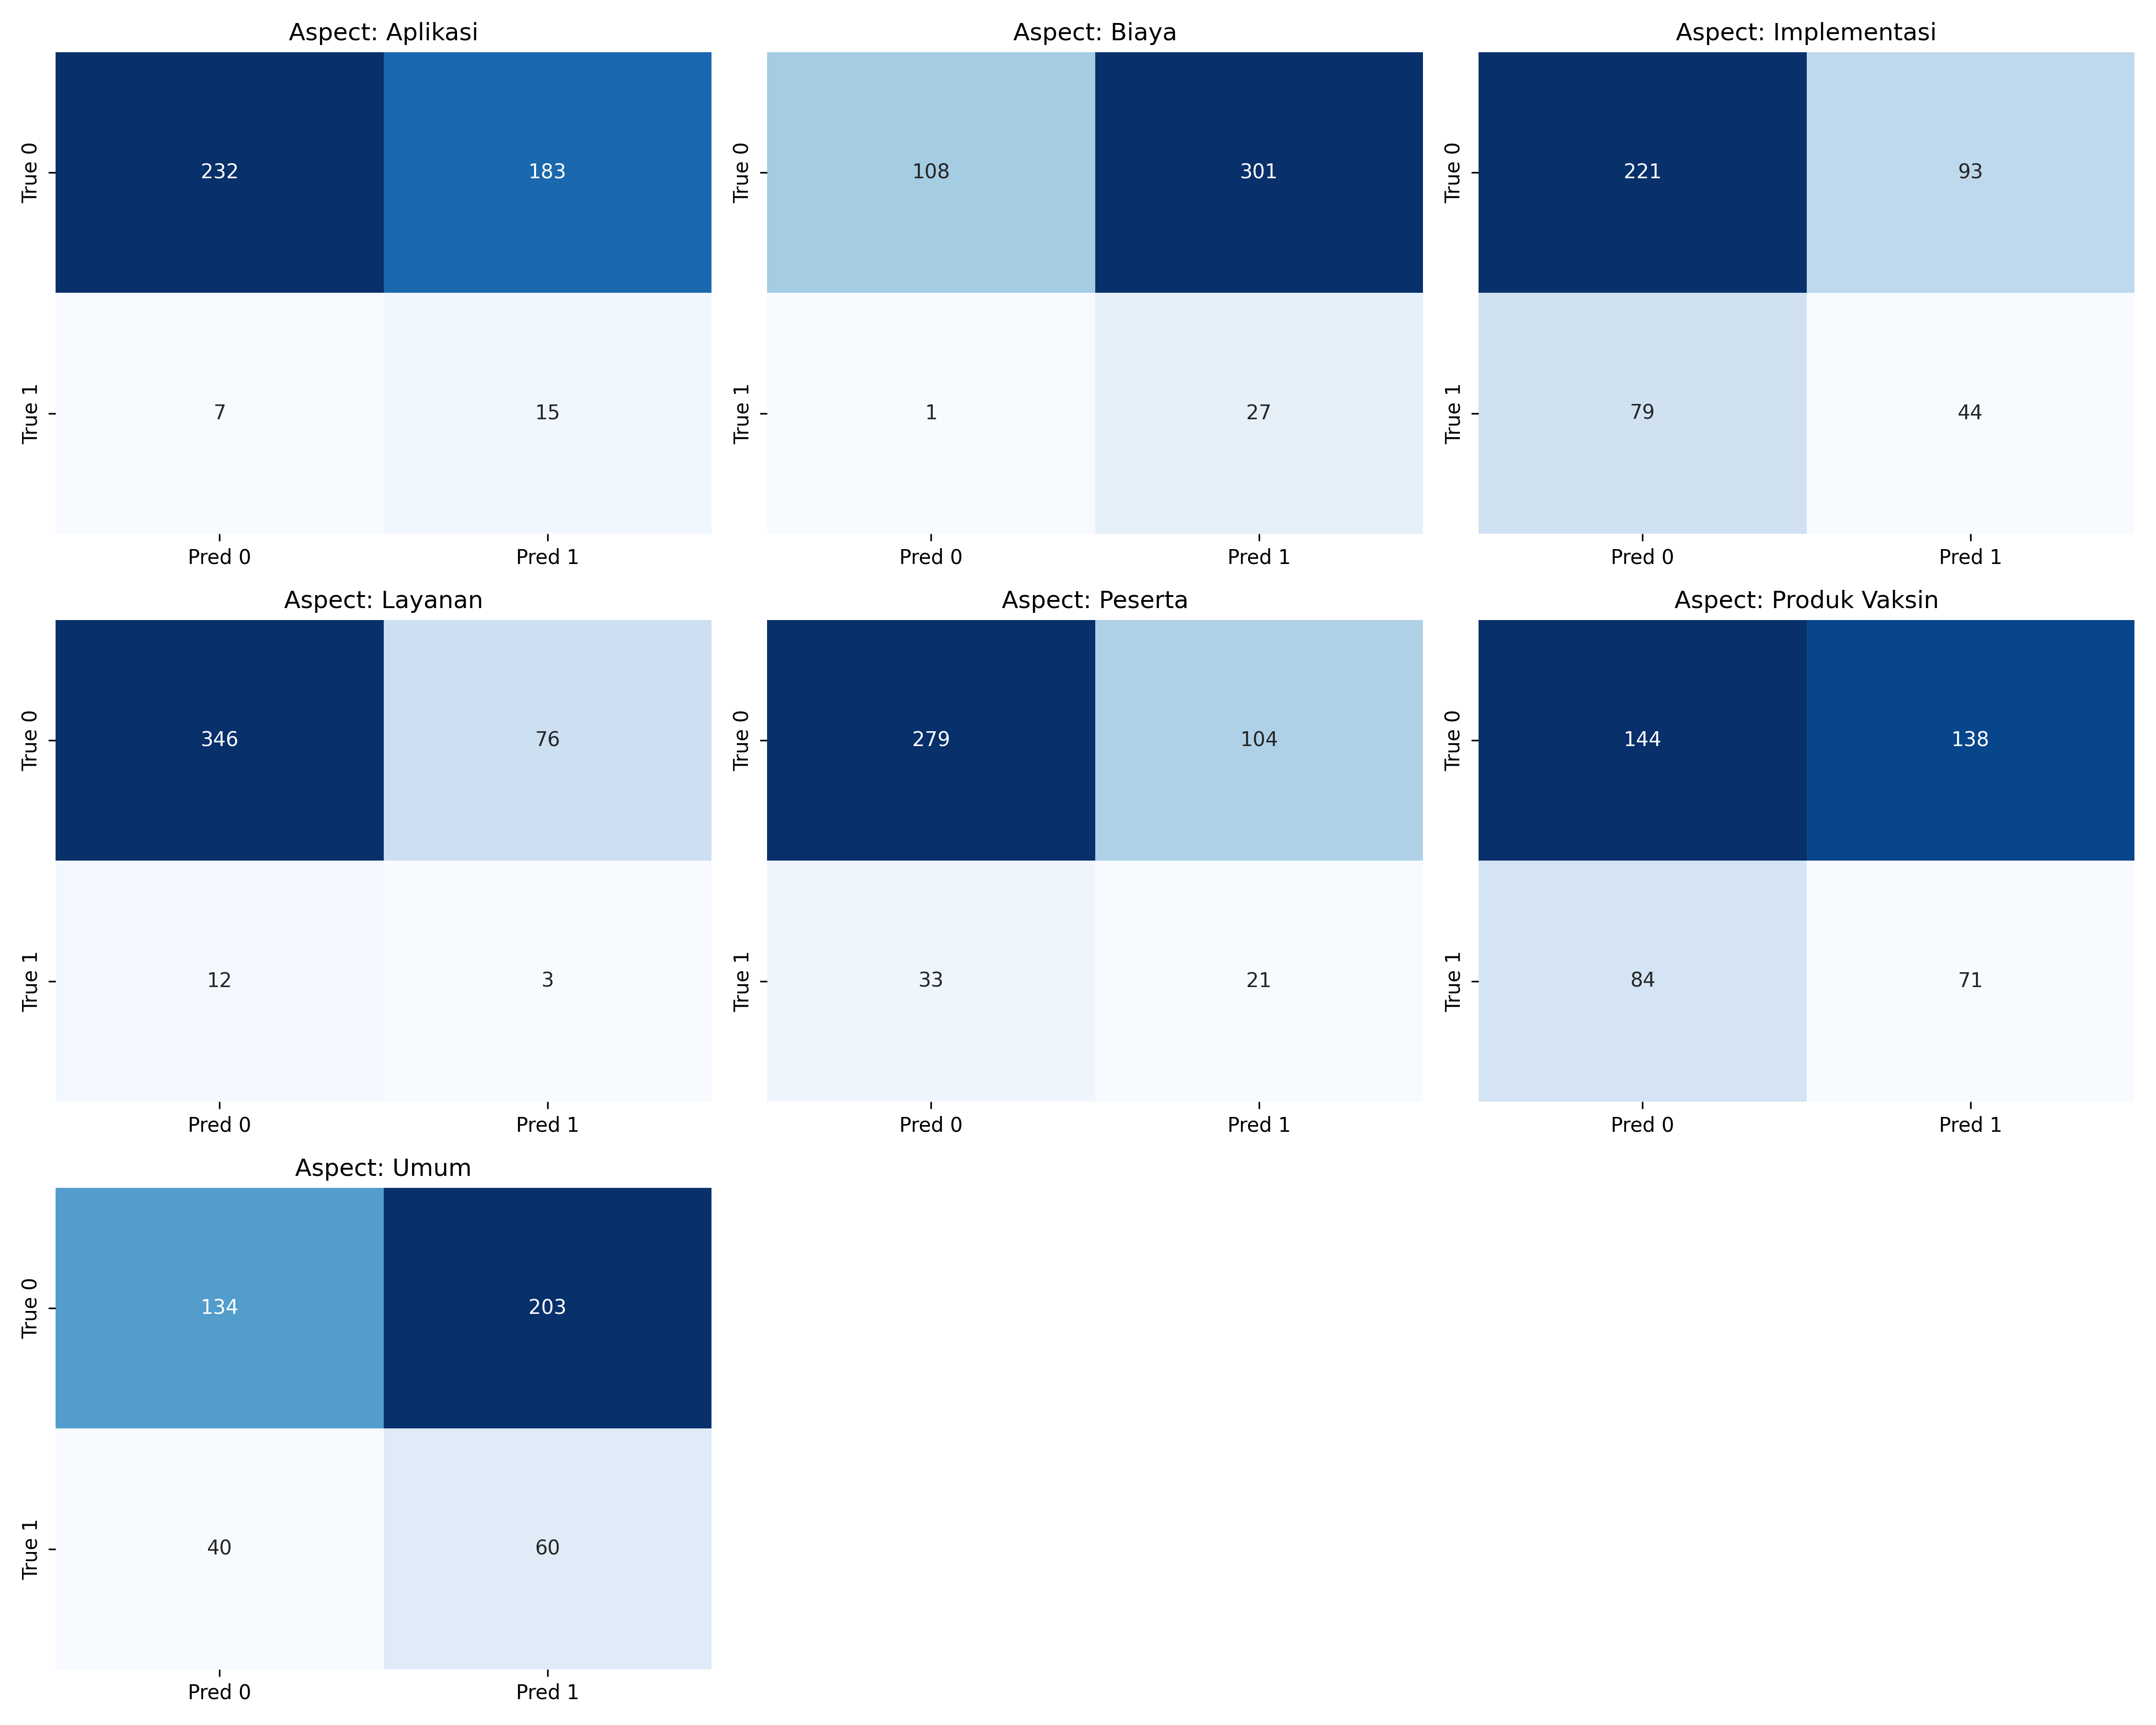 Aspect: Aplikasi
True 0
232
183
True 1
7
15
Pred 0
Pred 1
Aspect: Biaya
True 0
108
301
True 1
1
27
Pred 0
Pred 1
Aspect: Implementasi
True 0
221
93
True 1
79
44
Pred 0
Pred 1
Aspect: Layanan
True 0
346
76
True 1
12
3
Pred 0
Pred 1
Aspect: Peserta
True 0
279
104
True 1
33
21
Pred 0
Pred 1
Aspect: Produk Vaksin
True 0
144
138
True 1
84
71
Pred 0
Pred 1
Aspect: Umum
True 0
134
203
True 1
40
60
Pred 0
Pred 1